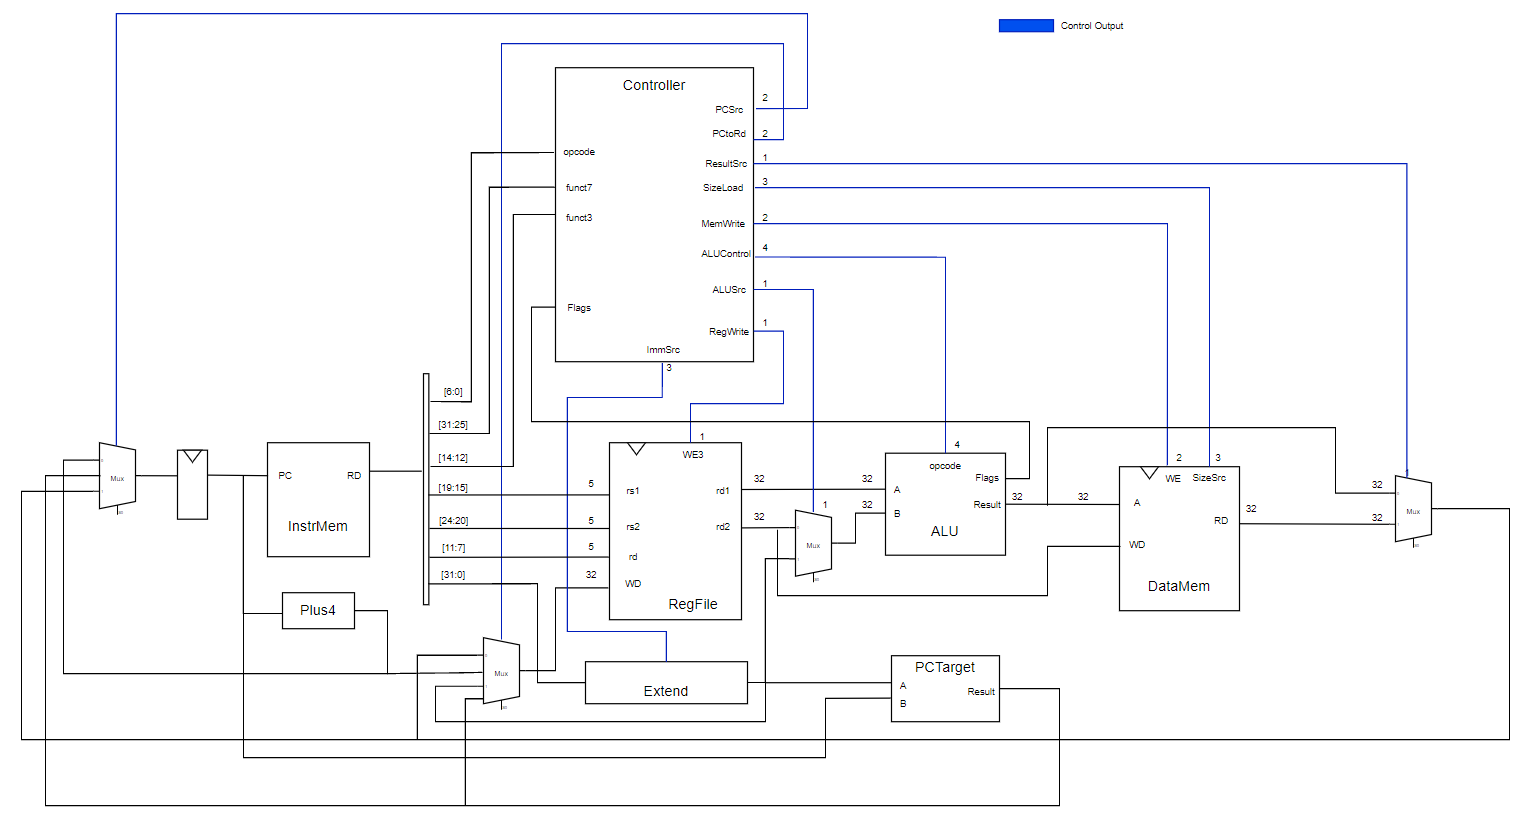 Control Output
Controller
PCSrc
2
PCtoRd
2
opcode
ResultSrc
1
funct7
SizeLoad
3
funct3
MemWrite
2
ALUControl
4
ALUSrc
1
Flags
RegWrite
1
ImmSrc
3
[6:0]
[31:25]
[14:12]
[19:15]
[24:20]
[11:7]
[31:0]
Mux
PC
RD
InstrMem
Plus4
5
5
5
32
1
WE3
rs1
rd1
rs2
rd2
rd
WD
RegFile
32
32
1
Mux
32
32
4
opcode
Flags
A
Result
B
ALU
32
32
2
3
WE
SizeSrc
A
RD
WD
DataMem
32
32
32
Mux
Mux
Extend
PCTarget
A
Result
B